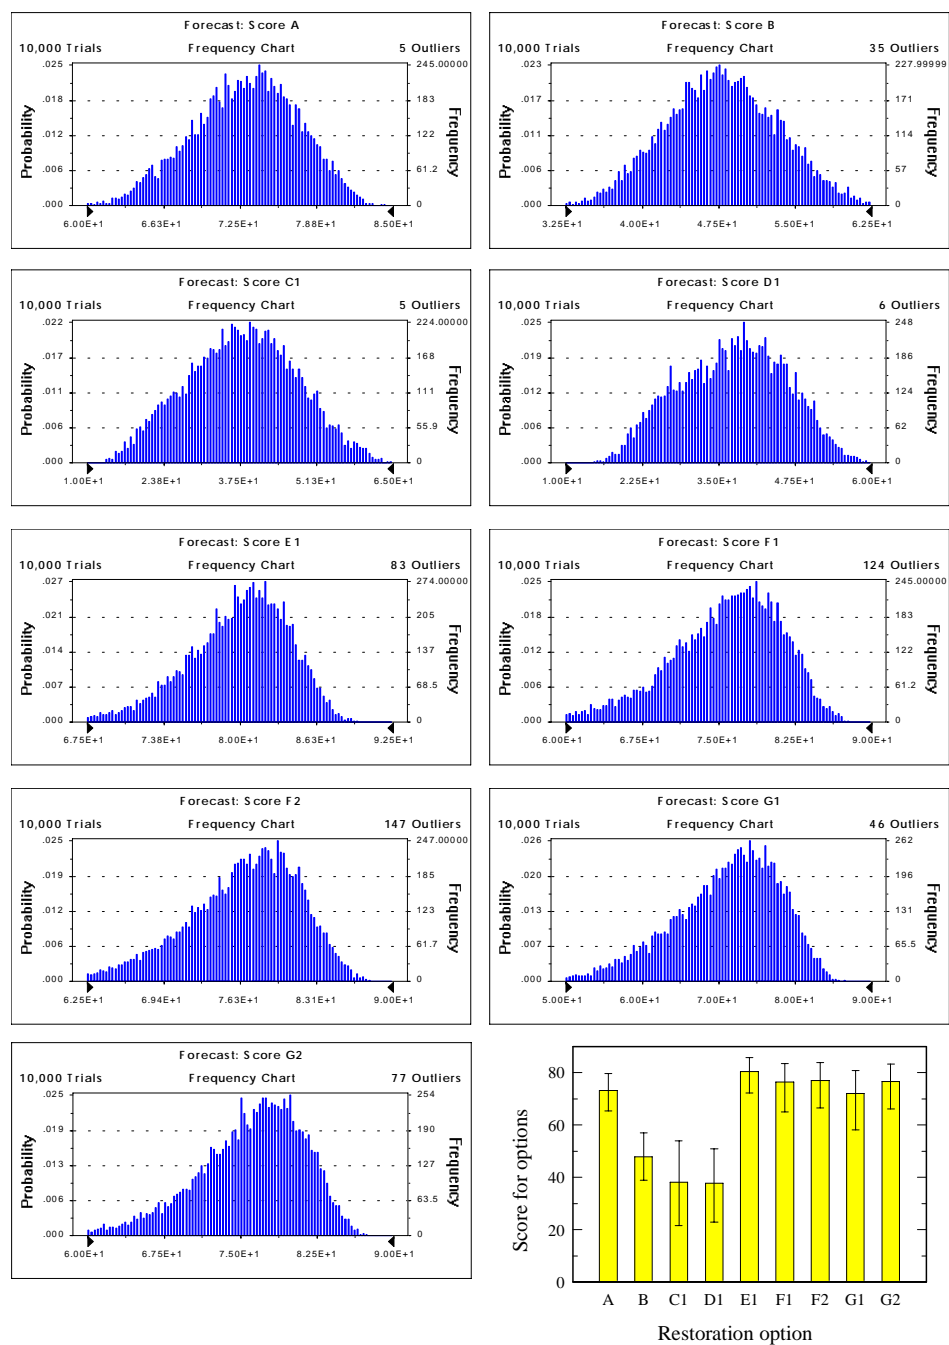 Forecast: Score A
10,000 Trials Frequency Chart 5 Outliers
.025 245.00000
.018 183
.012 122
.006 61.2
.000 0
Probability
Frequency
6.00E+1 6.63E+1 7.25E+1 7.88E+1 8.50E+1
Forecast: Score B
10,000 Trials Frequency Chart 35 Outliers
.023 227.99999
.017 171
.011 114
.006 57
.000 0
Probability
Frequency
3.25E+1 4.00E+1 4.75E+1 5.50E+1 6.25E+1
Forecast: Score C1
10,000 Trials Frequency Chart 5 Outliers
.022 224.00000
.017 168
.011 111
.006 55.9
.000 0
Probability
Frequency
1.00E+1 2.38E+1 3.75E+1 5.13E+1 6.50E+1
Forecast: Score D1
10,000 Trials Frequency Chart 6 Outliers
.025 248
.019 186
.012 124
.006 62
.000 0
Probability
Frequency
1.00E+1 2.25E+1 3.50E+1 4.75E+1 6.00E+1
Forecast: Score E1
10,000 Trials Frequency Chart 83 Outliers
.027 274.00000
.021 205
.014 137
.007 68.5
.000 0
Probability
Frequency
6.75E+1 7.38E+1 8.00E+1 8.63E+1 9.25E+1
Forecast: Score F1
10,000 Trials Frequency Chart 124 Outliers
.025 245.00000
.018 183
.012 122
.006 61.2
.000 0
Probability
Frequency
6.00E+1 6.75E+1 7.50E+1 8.25E+1 9.00E+1
Forecast: Score F2
10,000 Trials Frequency Chart 147 Outliers
.025 247.00000
.019 185
.012 123
.006 61.7
.000 0
Probability
Frequency
6.25E+1 6.94E+1 7.63E+1 8.31E+1 9.00E+1
Forecast: Score G1
10,000 Trials Frequency Chart 46 Outliers
.026 262
.020 196
.013 131
.007 65.5
.000 0
Probability
Frequency
5.00E+1 6.00E+1 7.00E+1 8.00E+1 9.00E+1
Forecast: Score G2
10,000 Trials Frequency Chart 77 Outliers
.025 254
.019 190
.013 127
.006 63.5
.000 0
Probability
Frequency
6.00E+1 6.75E+1 7.50E+1 8.25E+1 9.00E+1
Score for options
80
60
40
20
0
A B C1 D1 E1 F1 F2 G1 G2
Restoration option